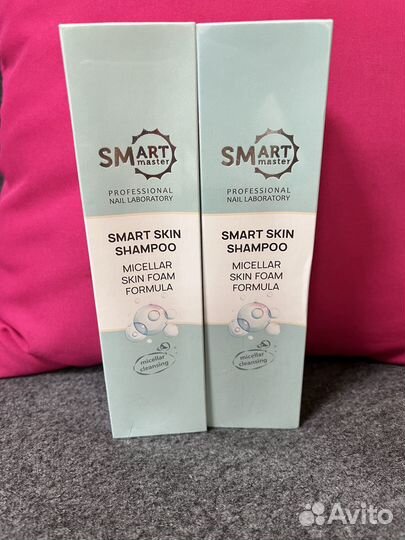 SMART
master
PROFESSIONAL
NAIL LABORATORY
SMART SKIN
SHAMPOO
MICELLAR
SKIN FOAM
FORMULA
micellar
cleansing
SMART
master
PROFESSIONAL
NAIL LABORATORY
SMART SKIN
SHAMPOO
MICELLAR
SKIN FOAM
FORMULA
micellar
cleansing
Avito